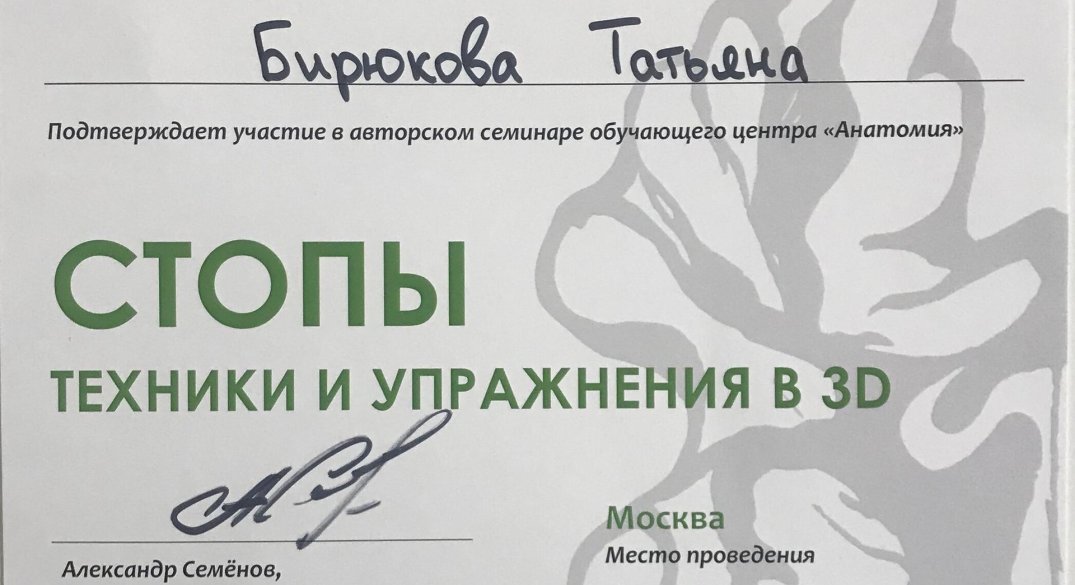 Бирюкова Татьяна
Подтверждает участие в авторском семинаре обучающего центра «Анатомия»
СТОПЫ
ТЕХНИКИ И УПРАЖНЕНИЯ В 3D
Москва
Место проведения
Александр Семёнов,